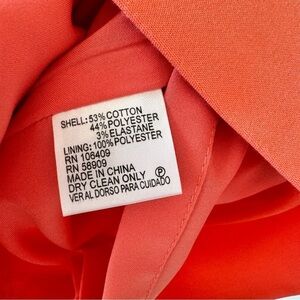 SHELL: 53% COTTON
44% POLYESTER
3% ELASTANE
LINING: 100% POLYESTER
RN 106409
RN 58909
MADE IN CHINA
DRY CLEAN ONLY Ⓟ
VER AL DORSO PARA CUIDADO